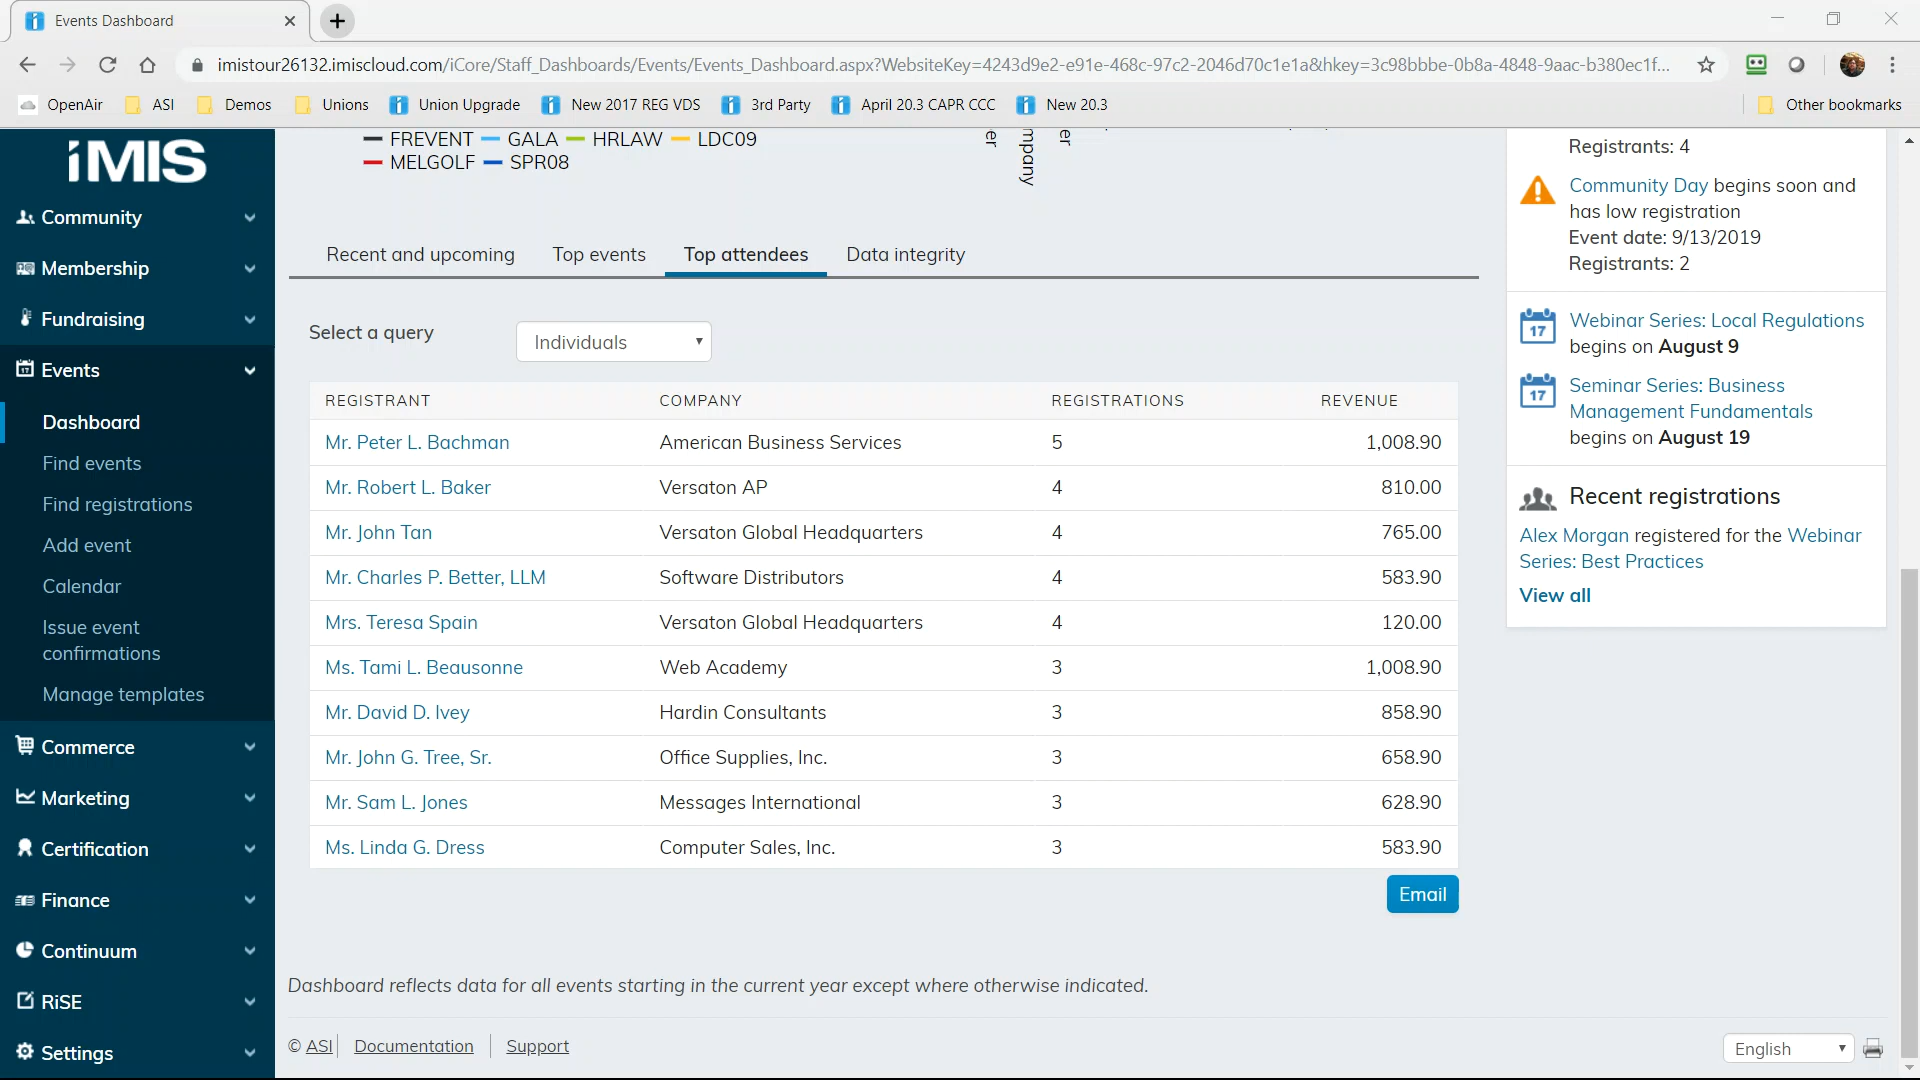 Events Dashboard
imistour26132.imiscloud.com/iCore/Staff_Dashboards/Events/Events_Dashboard.aspx?WebsiteKey=4243d9e2-e91e-468c-97c2-2046d70c1e1a&hkey=3c98bbbe-0b8a-4848-9aac-b380ec1f...
OpenAir ASI Demos Unions Union Upgrade New 2017 REG VDS 3rd Party April 20.3 CAPR CCC New 20.3 Other bookmarks
iMIS
Community
Membership
Fundraising
Events
Dashboard
Find events
Find registrations
Add event
Calendar
Issue event
confirmations
Manage templates
Commerce
Marketing
Certification
Finance
Continuum
RiSE
Settings
FREVENT GALA HRLAW LDC09
MELGOLF SPR08
er
mpany
er
Recent and upcoming Top events Top attendees Data integrity
Select a query Individuals
REGISTRANT COMPANY REGISTRATIONS REVENUE
Mr. Peter L. Bachman American Business Services 5 1,008.90
Mr. Robert L. Baker Versaton AP 4 810.00
Mr. John Tan Versaton Global Headquarters 4 765.00
Mr. Charles P. Better, LLM Software Distributors 4 583.90
Mrs. Teresa Spain Versaton Global Headquarters 4 120.00
Ms. Tami L. Beausonne Web Academy 3 1,008.90
Mr. David D. Ivey Hardin Consultants 3 858.90
Mr. John G. Tree, Sr. Office Supplies, Inc. 3 658.90
Mr. Sam L. Jones Messages International 3 628.90
Ms. Linda G. Dress Computer Sales, Inc. 3 583.90
Email
Dashboard reflects data for all events starting in the current year except where otherwise indicated.
© ASI Documentation Support
English
Registrants: 4
Community Day begins soon and
has low registration
Event date: 9/13/2019
Registrants: 2
17
Webinar Series: Local Regulations
begins on August 9
17
Seminar Series: Business
Management Fundamentals
begins on August 19
Recent registrations
Alex Morgan registered for the Webinar
Series: Best Practices
View all